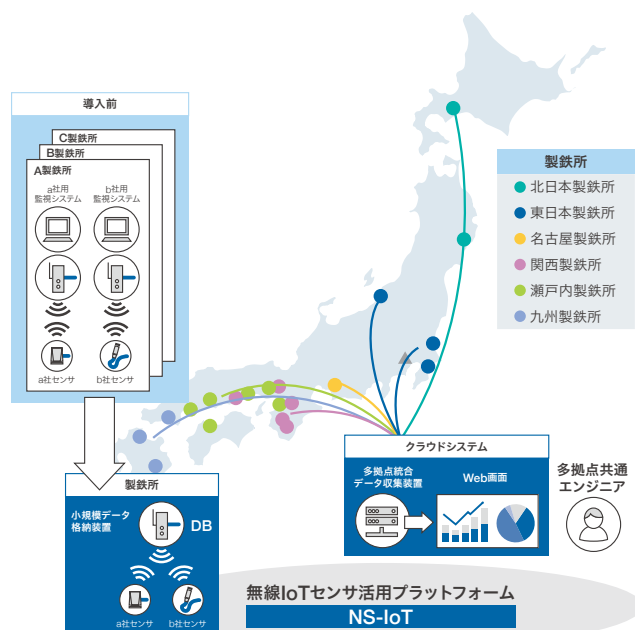 導入前
C製鉄所
B製鉄所
A製鉄所
a社用
監視システム
b社用
監視システム
a社センサ
b社センサ
製鉄所
北日本製鉄所
東日本製鉄所
名古屋製鉄所
関西製鉄所
瀬戸内製鉄所
九州製鉄所
クラウドシステム
多拠点統合
データ収集装置
Web画面
多拠点共通
エンジニア
製鉄所
小規模データ
格納装置
DB
a社センサ
b社センサ
無線IoTセンサ活用プラットフォーム
NS-IoT